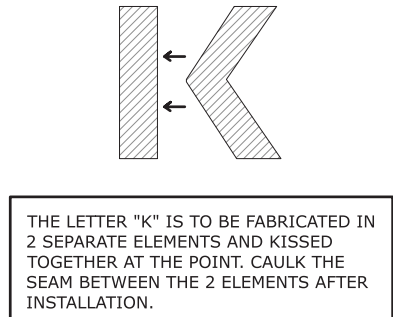 THE LETTER "K" IS TO BE FABRICATED IN
2 SEPARATE ELEMENTS AND KISSED
TOGETHER AT THE POINT. CAULK THE
SEAM BETWEEN THE 2 ELEMENTS AFTER
INSTALLATION.